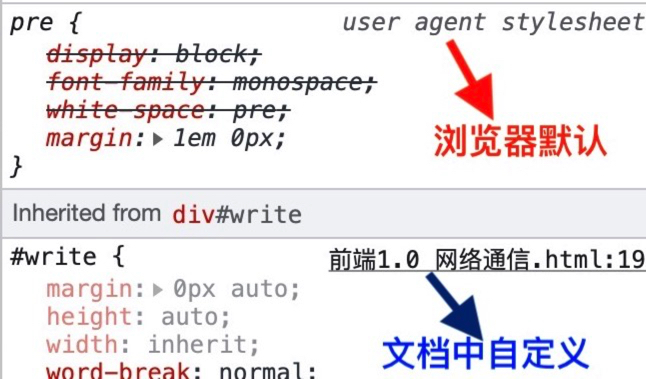 pre {
user agent stylesheet
display: block;
font-family: monospace;
white-space: pre;
margin:▶ 1em 0px;
浏览器默认
}
Inherited from div#write
#write {
前端1.0 网络通信.html:19
margin:▶ 0px auto;
height: auto;
width: inherit;
文档中自定义
word-break: normal;